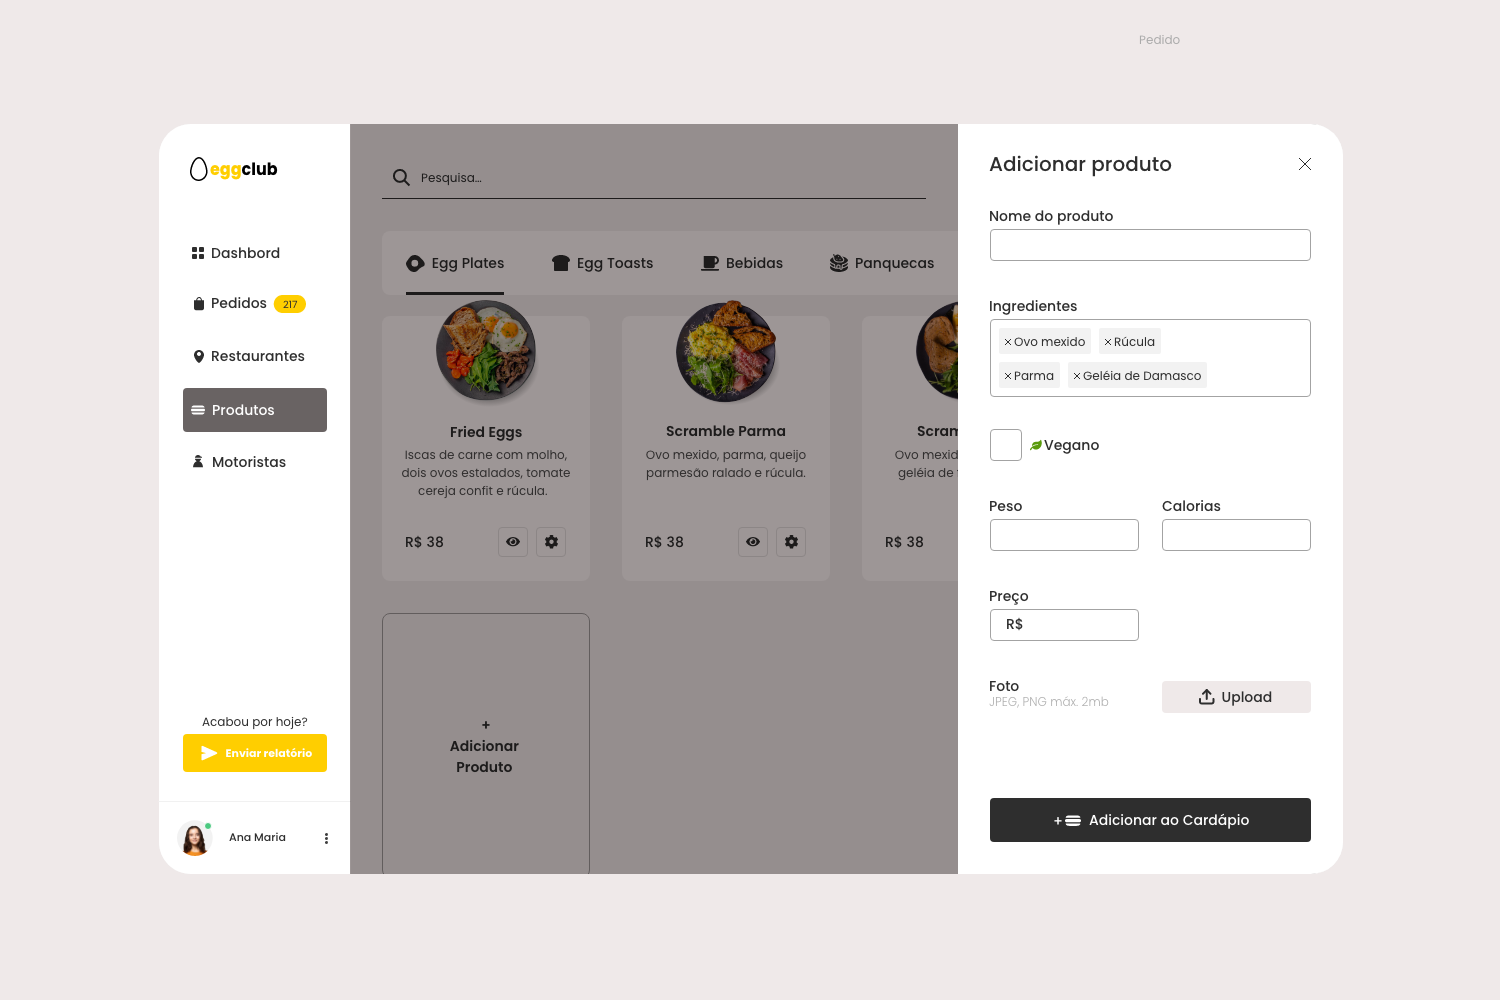 Pedido
eggclub
Dashbord
Pedidos 217
Restaurantes
Produtos
Motoristas
Acabou por hoje?
Enviar relatório
Ana Maria
Pesquisa...
Egg Plates
Egg Toasts
Bebidas
Panquecas
Fried Eggs
Iscas de carne com molho,
dois ovos estalados, tomate
cereja confit e rúcula.
R$ 38
Scramble Parma
Ovo mexido, parma, queijo
parmesão ralado e rúcula.
R$ 38
Scram
Ovo mexid
geléia de
R$ 38
+
Adicionar
Produto
Adicionar produto
Nome do produto
Ingredientes
× Ovo mexido
× Rúcula
× Parma
× Geléia de Damasco
Vegano
Peso
Calorias
Preço
R$
Foto
JPEG, PNG máx. 2mb
Upload
+ Adicionar ao Cardápio